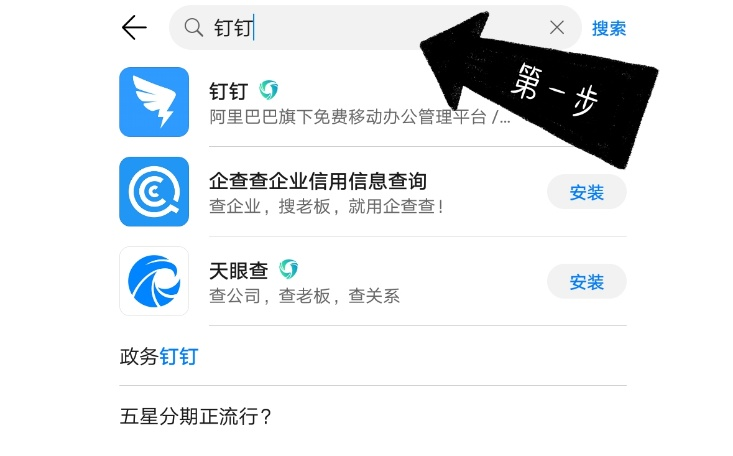 钉钉
搜索
第一步
钉钉
阿里巴巴旗下免费移动办公管理平台 /...
企查查企业信用信息查询
查企业，搜老板，就用企查查！
安装
天眼查
查公司，查老板，查关系
安装
政务钉钉
五星分期正流行？